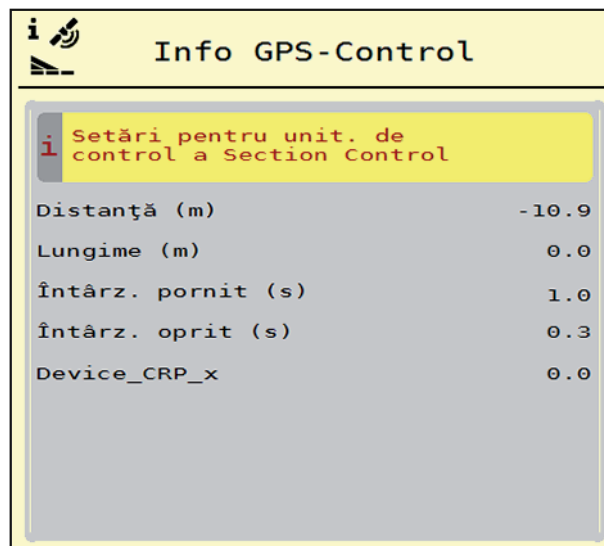 Info GPS-Control
i Setări pentru unit. de
control a Section Control
Distanţă (m) -10.9
Lungime (m) 0.0
Întârz. pornit (s) 1.0
Întârz. oprit (s) 0.3
Device_CRP_x 0.0